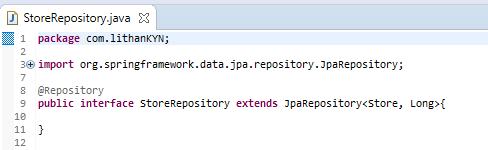 StoreRepository.java
1 package com.lithanKYN;
2
3 import org.springframework.data.jpa.repository.JpaRepository;
7
8 @Repository
9 public interface StoreRepository extends JpaRepository<Store, Long>{
10
11 }
12